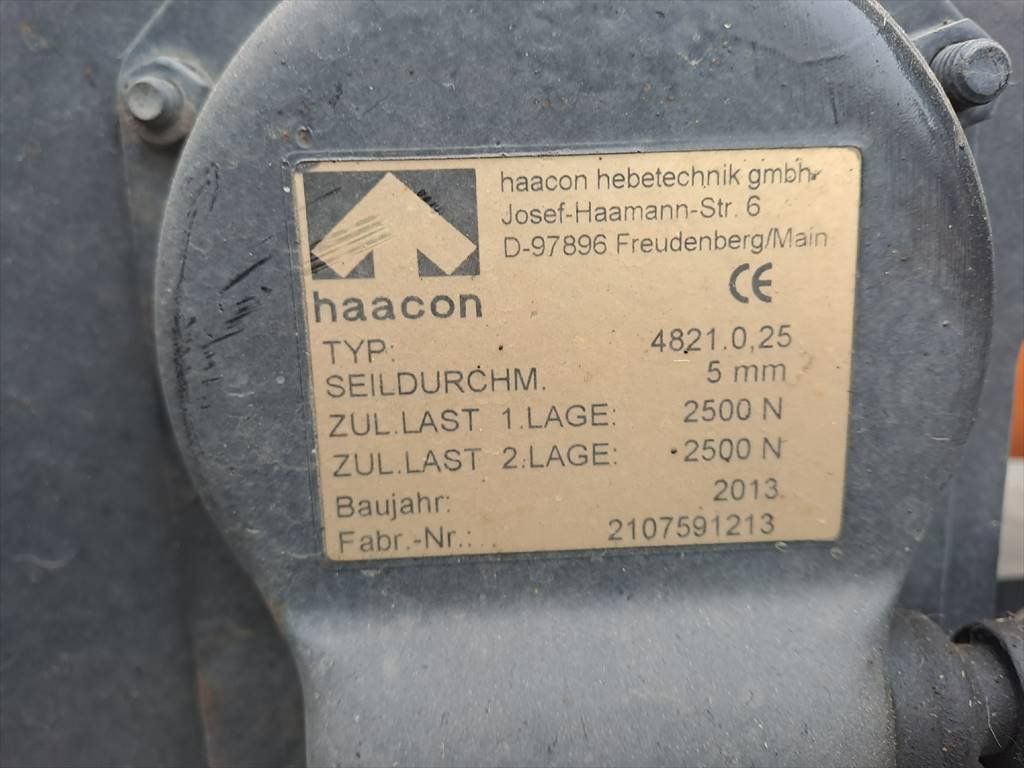 haacon hebetechnik gmbh
Josef-Haamann-Str. 6
D-97896 Freudenberg/Main
CE
haacon
TYP: 4821.0,25
SEILDURCHM. 5 mm
ZUL.LAST 1.LAGE: 2500 N
ZUL.LAST 2.LAGE: 2500 N
Baujahr: 2013
Fabr.-Nr.: 2107591213